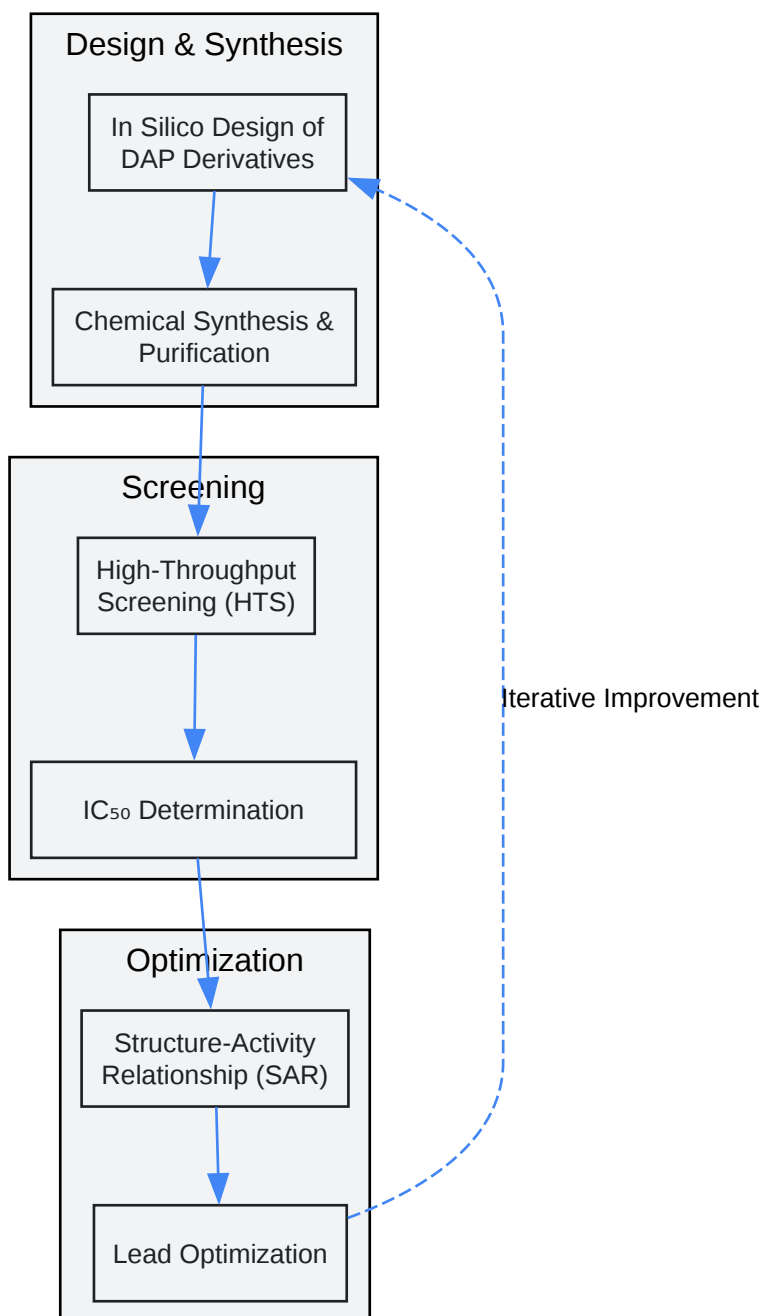 Design & Synthesis
In Silico Design of
DAP Derivatives
Chemical Synthesis &
Purification
Screening
High-Throughput
Screening (HTS)
Iterative Improvement
IC₅₀ Determination
Optimization
Structure-Activity
Relationship (SAR)
Lead Optimization